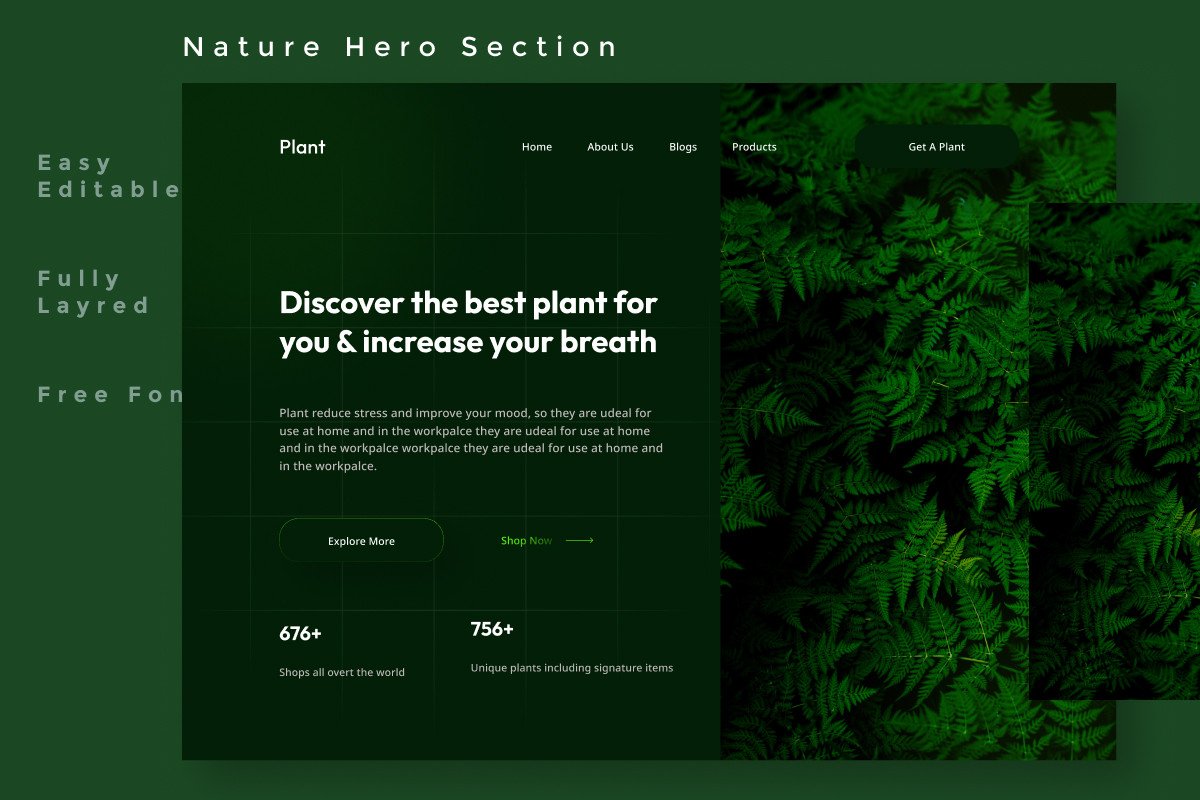 Nature Hero Section
Easy
Editable
Fully
Layred
Free Fon
Plant
Home About Us Blogs Products Get A Plant
Discover the best plant for
you & increase your breath
Plant reduce stress and improve your mood, so they are udeal for
use at home and in the workpalce they are udeal for use at home
and in the workpalce workpalce they are udeal for use at home and
in the workpalce.
Explore More
Shop Now
676+
Shops all overt the world
756+
Unique plants including signature items